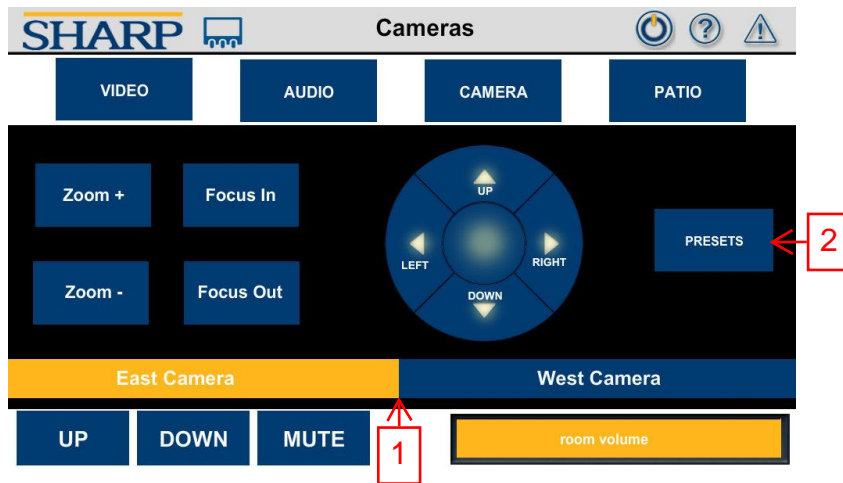 SHARP
Cameras
?
VIDEO
AUDIO
CAMERA
PATIO
Zoom +
Focus In
UP
LEFT
RIGHT
DOWN
PRESETS
2
Zoom -
Focus Out
East Camera
West Camera
UP
DOWN
MUTE
1
room volume